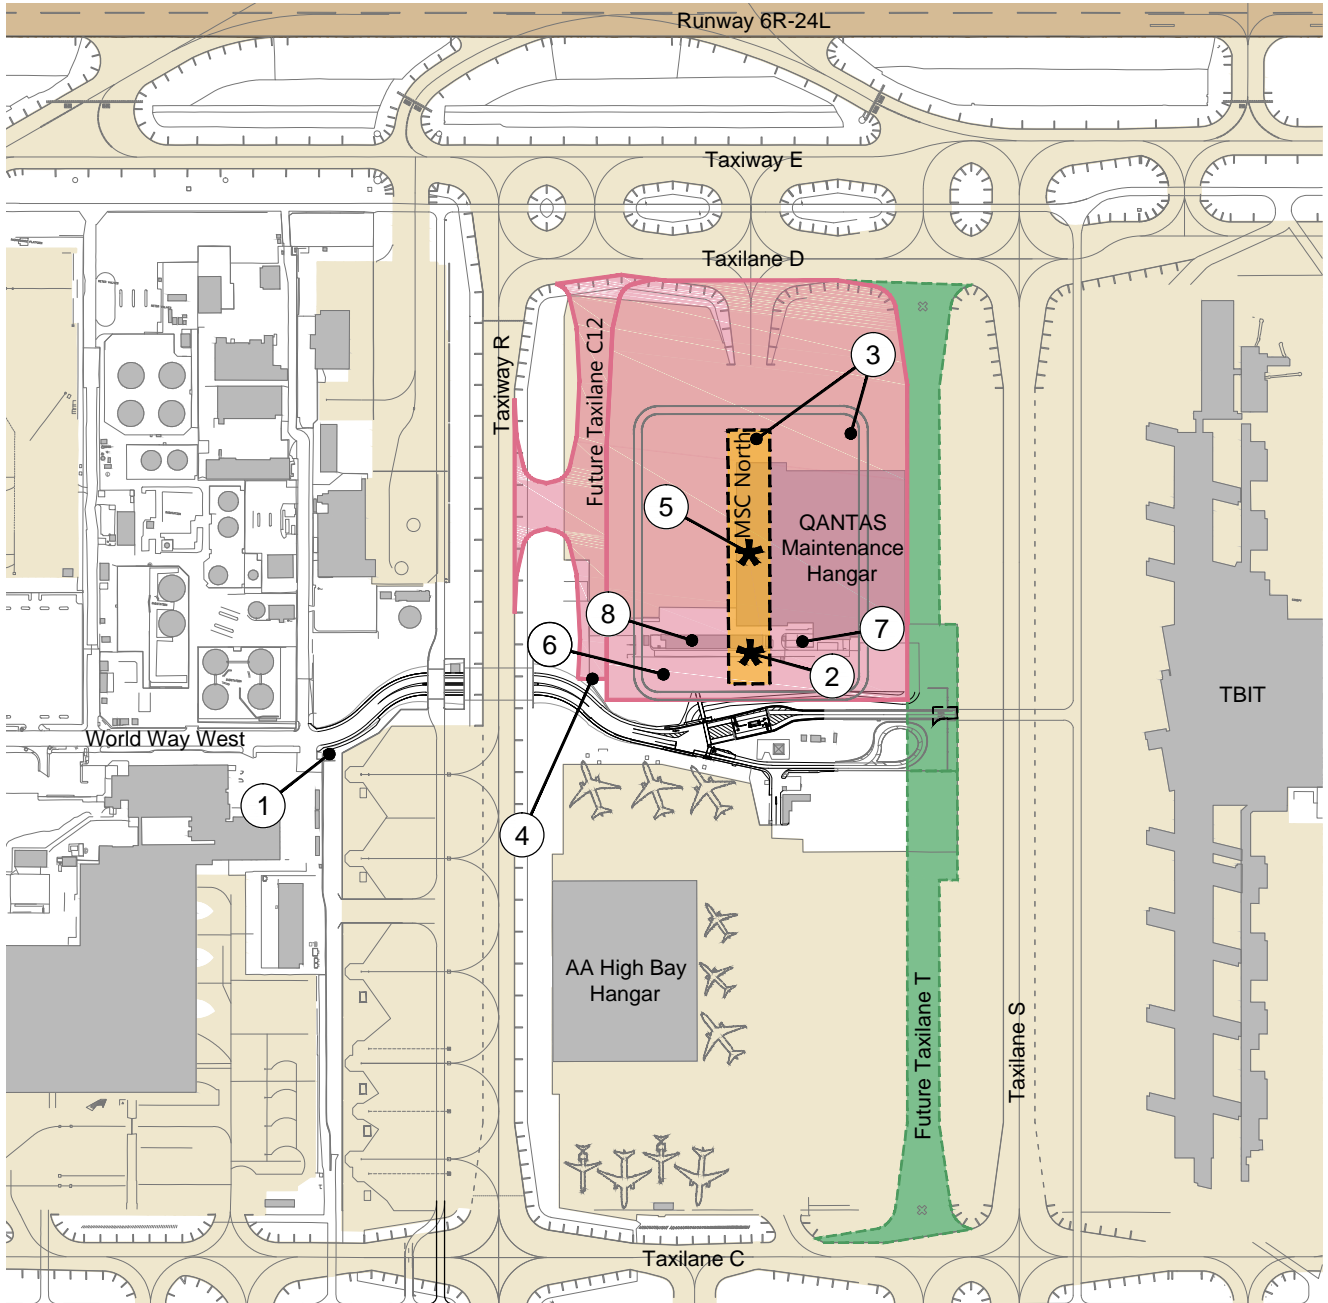 Runway 6R-24L
Taxiway E
Taxilane D
Taxiway R
Future Taxilane C12
3
MSC North
5
QANTAS
Maintenance
Hangar
8
7
6
2
TBIT
World Way West
1
4
AA High Bay
Hangar
Future Taxilane T
Taxilane S
Taxilane C